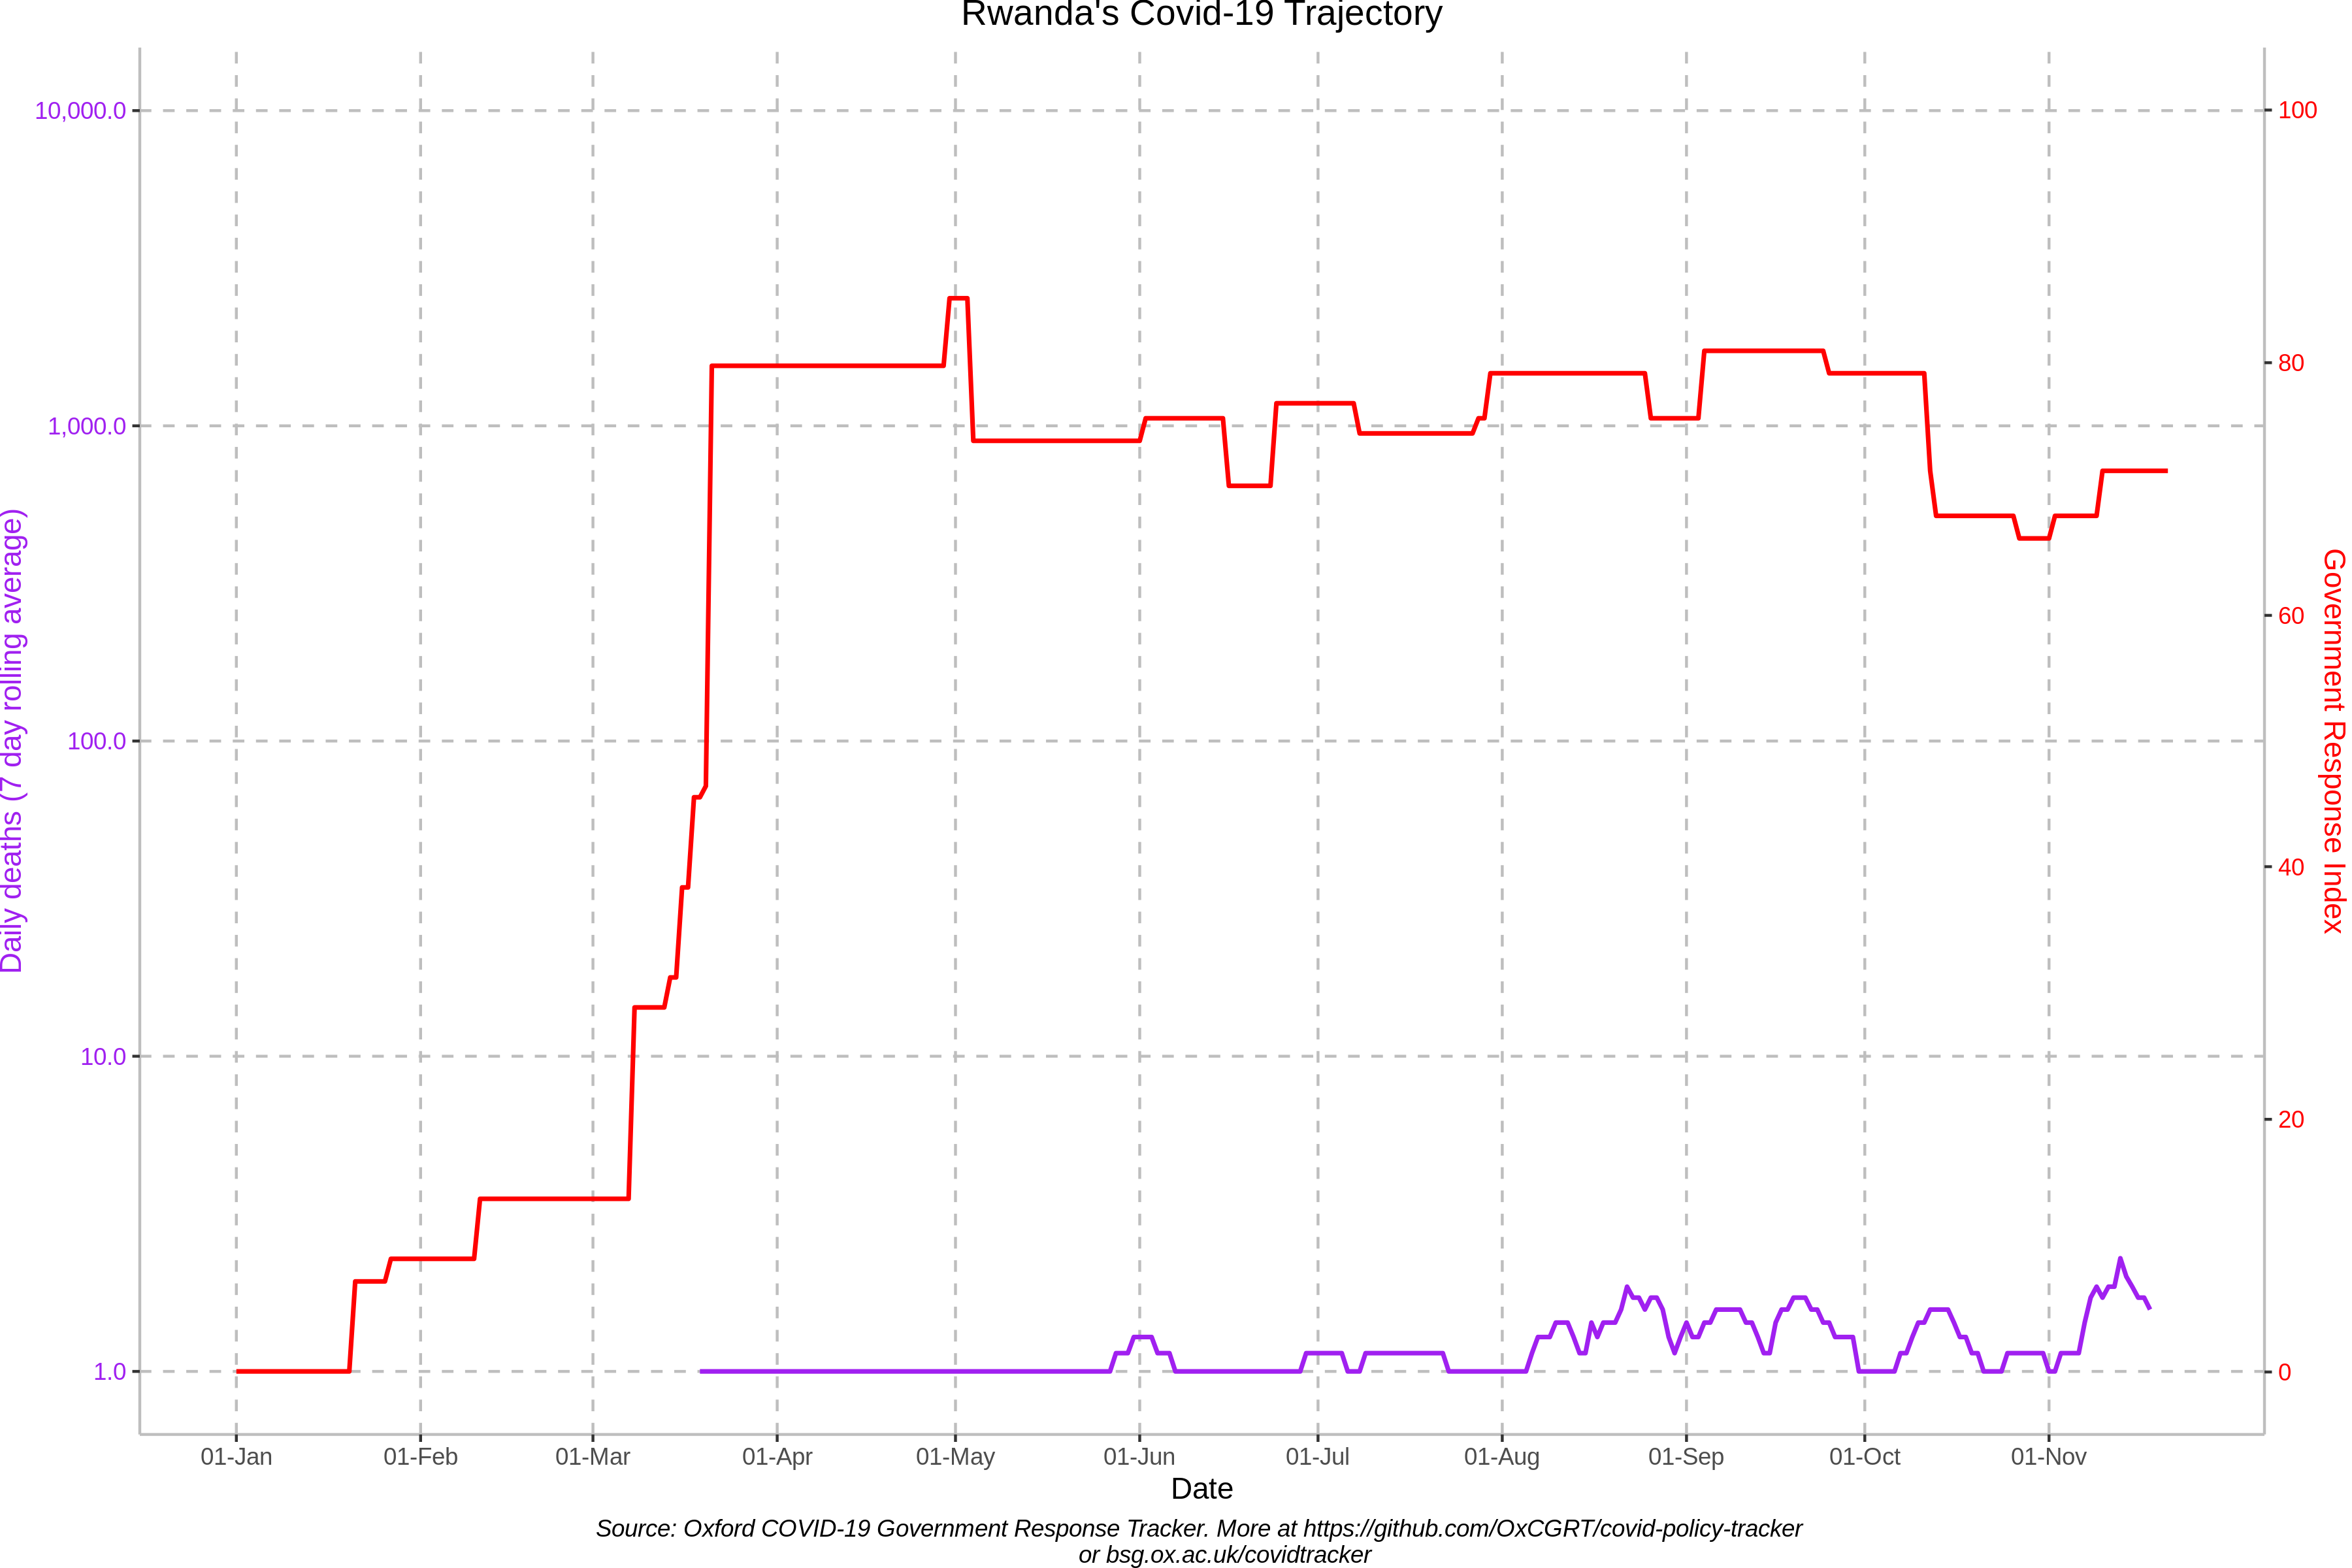 Rwanda's Covid-19 Trajectory
10,000.0
1,000.0
100.0
10.0
1.0
Daily deaths (7 day rolling average)
100
80
60
40
20
0
Government Response Index
01-Jan 01-Feb 01-Mar 01-Apr 01-May 01-Jun 01-Jul 01-Aug 01-Sep 01-Oct 01-Nov
Date
Source: Oxford COVID-19 Government Response Tracker. More at https://github.com/OxCGRT/covid-policy-tracker
or bsg.ox.ac.uk/covidtracker